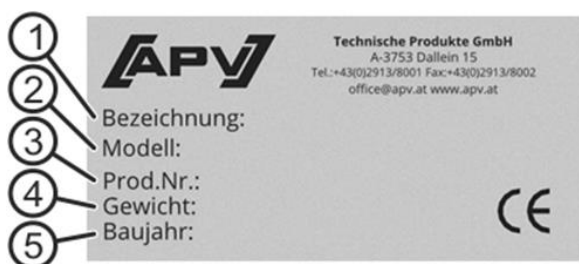 1
2
3
4
5
APV
Technische Produkte GmbH
A-3753 Dallein 15
Tel.:+43(0)2913/8001 Fax:+43(0)2913/8002
office@apv.at www.apv.at
Bezeichnung:
Modell:
Prod.Nr.:
Gewicht:
Baujahr:
CE